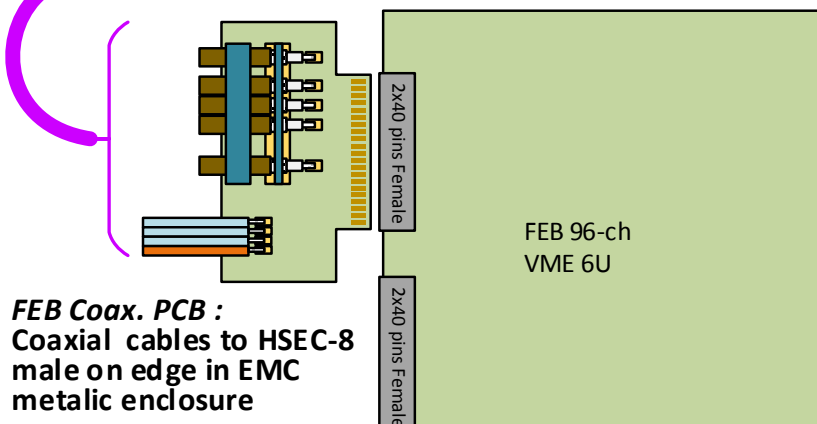 2x40 pins Female
FEB 96-ch
VME 6U
2x40 pins Female
FEB Coax. PCB :
Coaxial cables to HSEC-8
male on edge in EMC
metalic enclosure